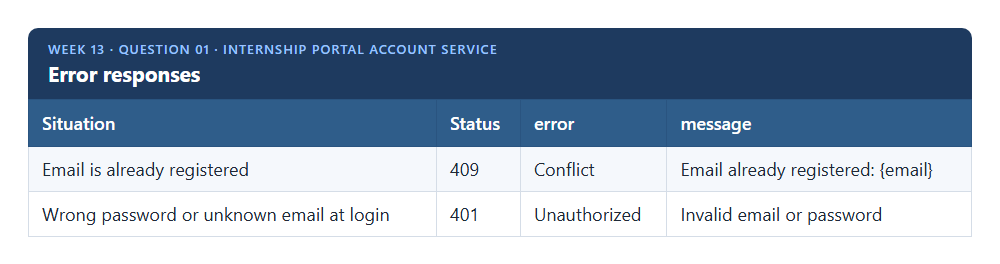 WEEK 13 · QUESTION 01 · INTERNSHIP PORTAL ACCOUNT SERVICE
Error responses
Situation Status error message
Email is already registered 409 Conflict Email already registered: {email}
Wrong password or unknown email at login 401 Unauthorized Invalid email or password